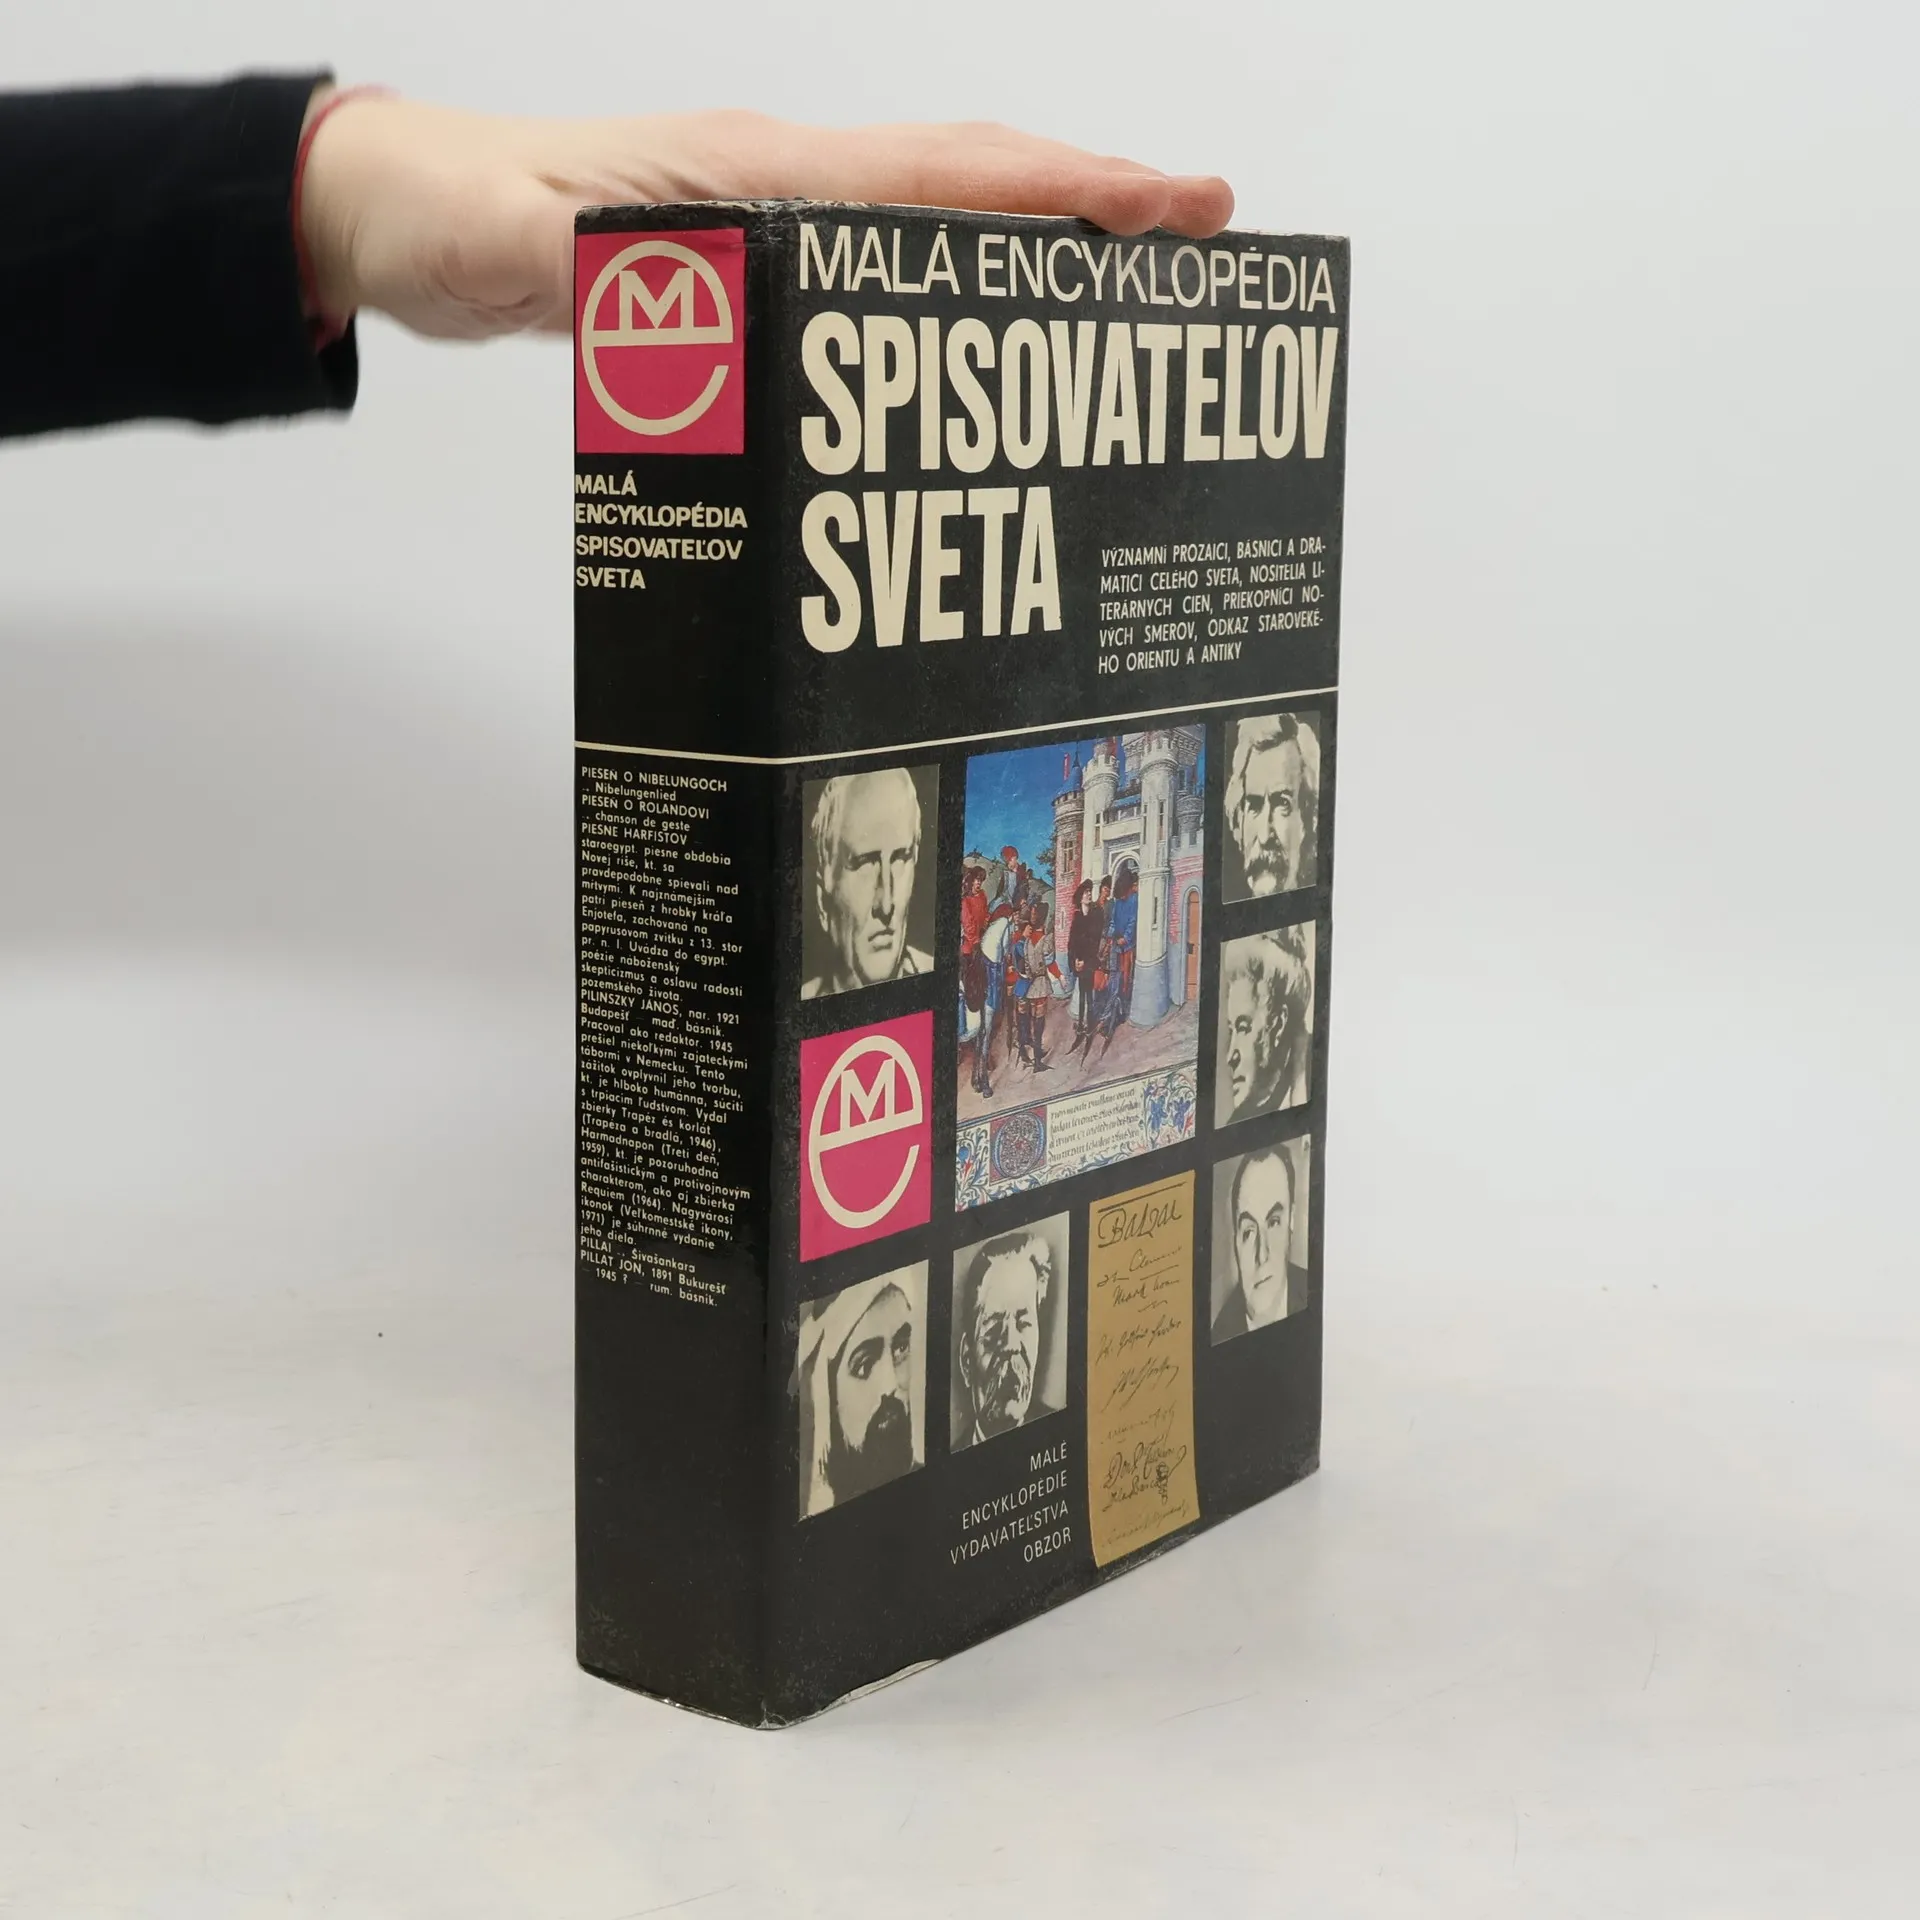 ME
MALÁ
ENCYKLOPÉDIA
SPISOVATEĽOV
SVETA
PIESEŇ O NIBELUNGOCH
Nibelungenlied
PIESEŇ O ROLANDOVI
chanson de geste
PIESNE HARFISTOV
staroegypt. piesne obdobia
Novej ríše, kt. sa
pravdepodobne spievali nad
mŕtvymi. K najznámejším
patrí pieseň z hrobky kráľa
Enjotefa, zachovaná na
papyrusovom zvitku z 13. stor
pr. n. l. Uvádza do egypt.
poézie náboženský
skepticizmus a oslavu radosti
pozemského života.
PILINSZKY JÁNOS, nar. 1921
Budapešť – maď. básnik.
Pracoval ako redaktor. 1945
prešiel niekoľkými zajateckými
tábormi v Nemecku. Tento
zážitok ovplyvnil jeho tvorbu,
kt. je hlboko humánna, súciti
s trpiacim ľudstvom. Vydal
zbierky Trapéz és korlát
(Trapéza a bradlá, 1946),
Harmadnapon (Tretí deň,
1959), kt. je pozoruhodná
antifašistickým a protivojnovým
charakterom, ako aj zbierka
Requiem (1964). Nagyvárosi
ikonok (Veľkomestské ikony,
1971) je súhrnné vydanie
jeho diela.
PILLAI Šivašankara
PILLAT JON, 1891 Bukurešť
– 1945 ? – rum. básnik.
MALÁ ENCYKLOPÉDIA
SPISOVATEĽOV
SVETA
VÝZNAMNÍ PROZAICI, BÁSNICI A DRA-
MATICI CELÉHO SVETA, NOSITELIA LI-
TERÁRNYCH CIEN, PRIEKOPNÍCI NO-
VÝCH SMEROV, ODKAZ STAROVEKÉ-
HO ORIENTU A ANTIKY
ME
Balzac
MALÉ
ENCYKLOPÉDIE
VYDAVATEĽSTVA
OBZOR